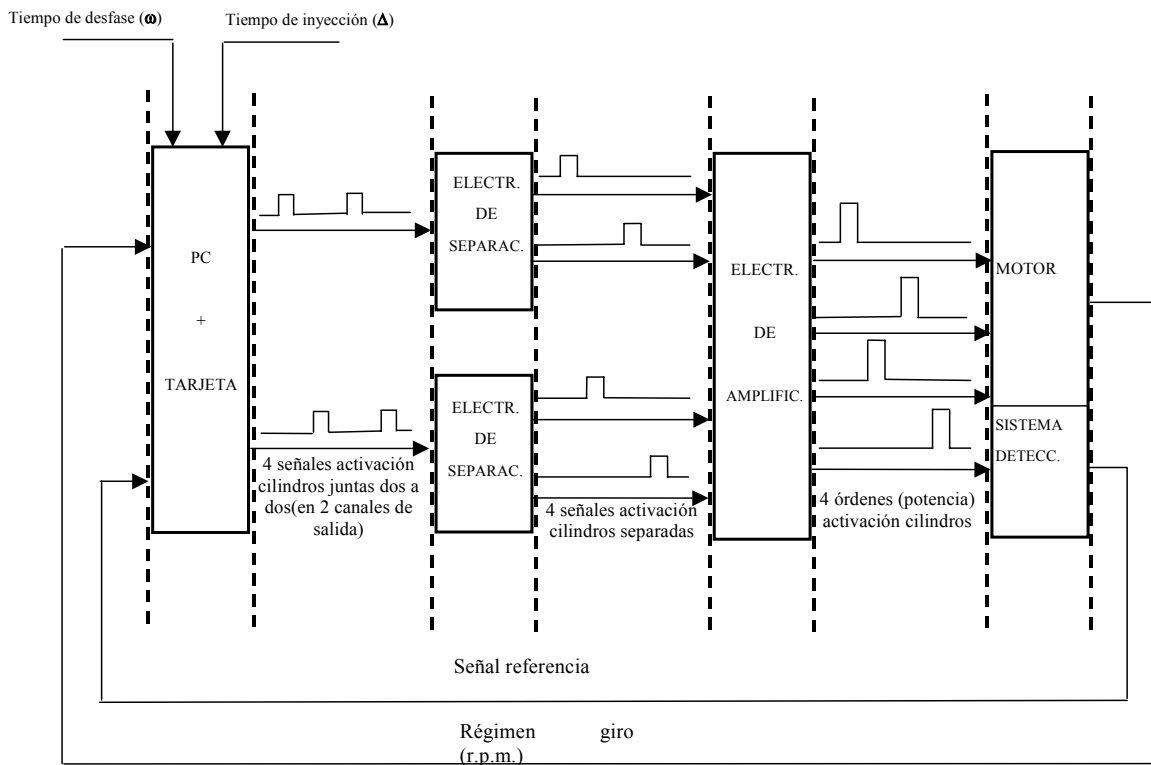 Tiempo de desfase (ω)
Tiempo de inyección (Δ)
PC
+
TARJETA
4 señales activación
cilindros juntas dos a
dos(en 2 canales de
salida)
ELECTR.
DE
SEPARAC.
ELECTR.
DE
SEPARAC.
4 señales activación
cilindros separadas
ELECTR.
DE
AMPLIFIC.
4 órdenes (potencia)
activación cilindros
MOTOR
SISTEMA
DETECC.
Señal referencia
Régimen giro
(r.p.m.)